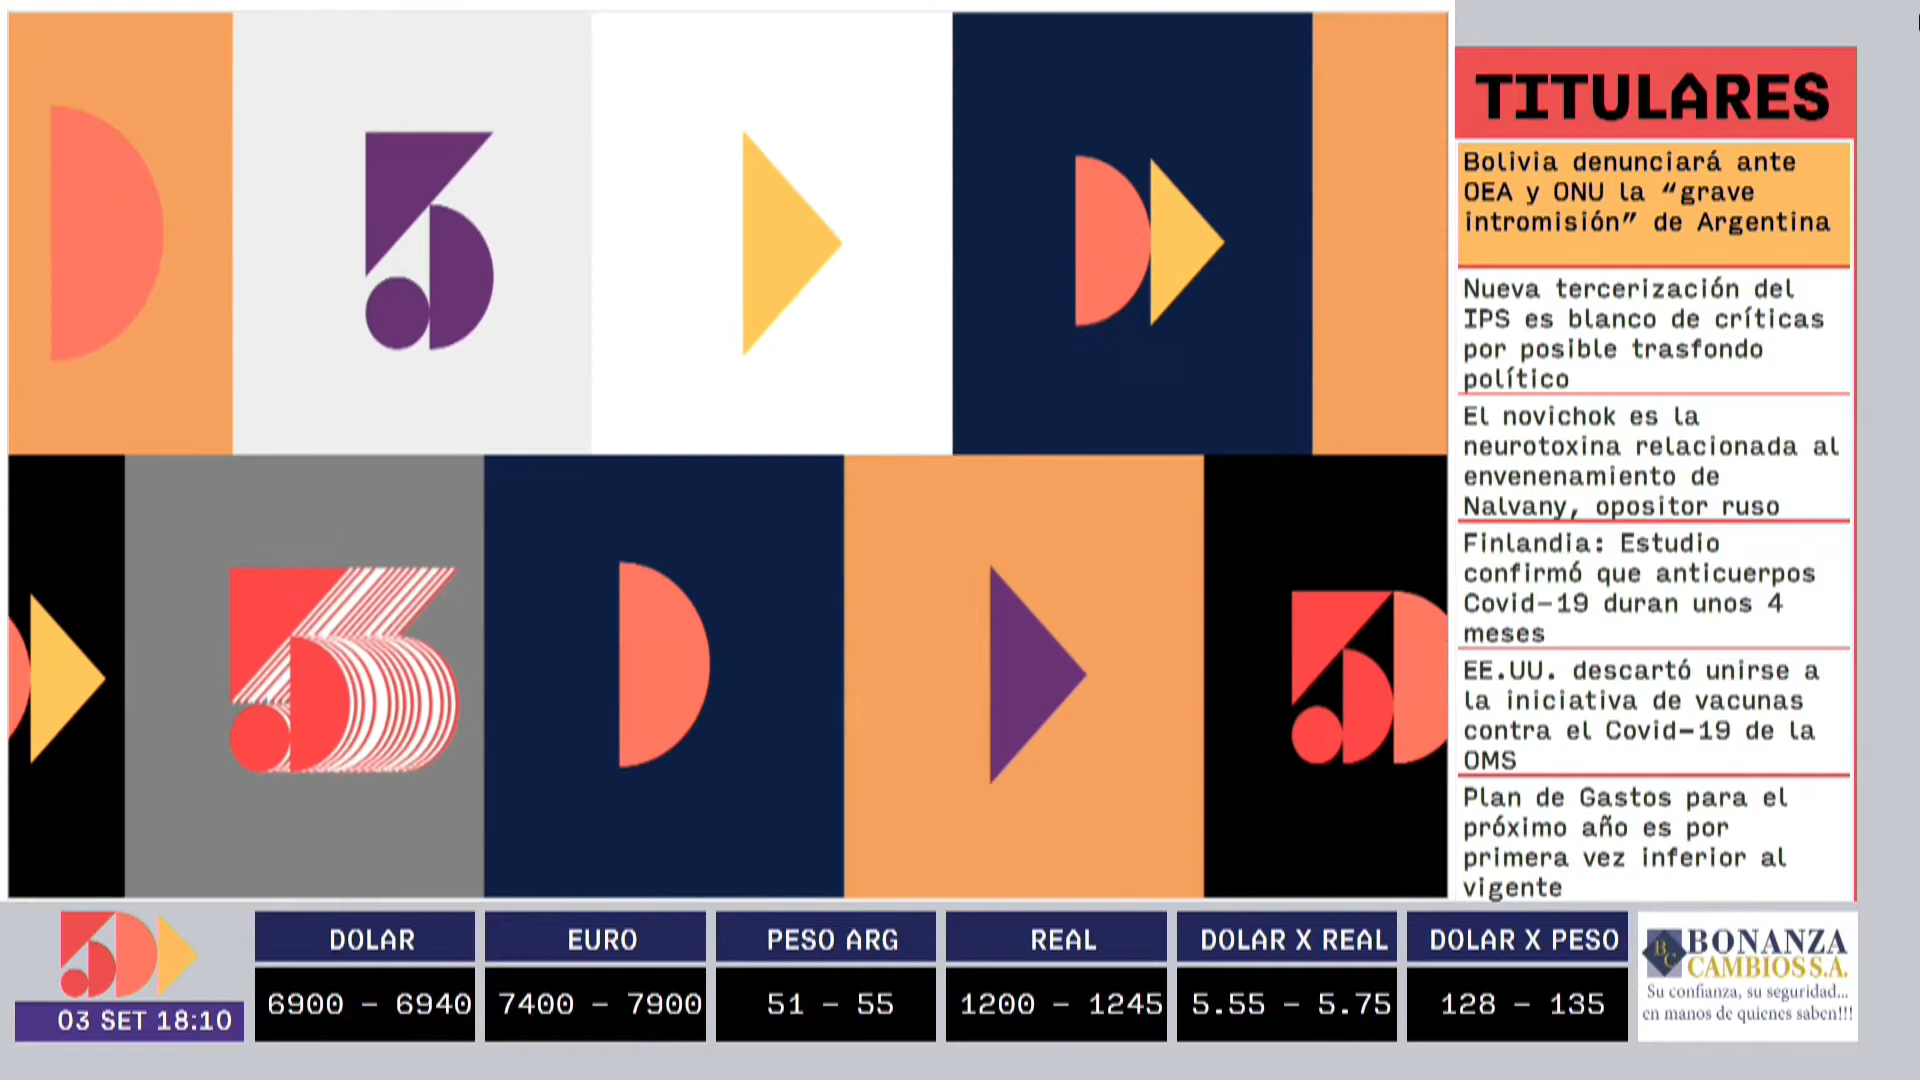 TITULARES
Bolivia denunciará ante
OEA y ONU la “grave
intromisión” de Argentina
Nueva tercerización del
IPS es blanco de críticas
por posible trasfondo
político
El novichok es la
neurotoxina relacionada al
envenenamiento de
Nalvany, opositor ruso
Finlandia: Estudio
confirmó que anticuerpos
Covid-19 duran unos 4
meses
EE.UU. descartó unirse a
la iniciativa de vacunas
contra el Covid-19 de la
OMS
Plan de Gastos para el
próximo año es por
primera vez inferior al
vigente
5D
03 SET 18:10
DOLAR
6900 - 6940
EURO
7400 - 7900
PESO ARG
51 - 55
REAL
1200 - 1245
DOLAR X REAL
5.55 - 5.75
DOLAR X PESO
128 - 135
BC BONANZA
CAMBIOS S.A.
Su confianza, su seguridad...
en manos de quienes saben!!!